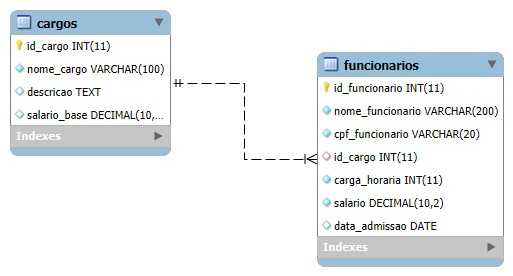 cargos
id_cargo INT(11)
nome_cargo VARCHAR(100)
descricao TEXT
salario_base DECIMAL(10,...
Indexes
funcionarios
id_funcionario INT(11)
nome_funcionario VARCHAR(200)
cpf_funcionario VARCHAR(20)
id_cargo INT(11)
carga_horaria INT(11)
salario DECIMAL(10,2)
data_admissao DATE
Indexes